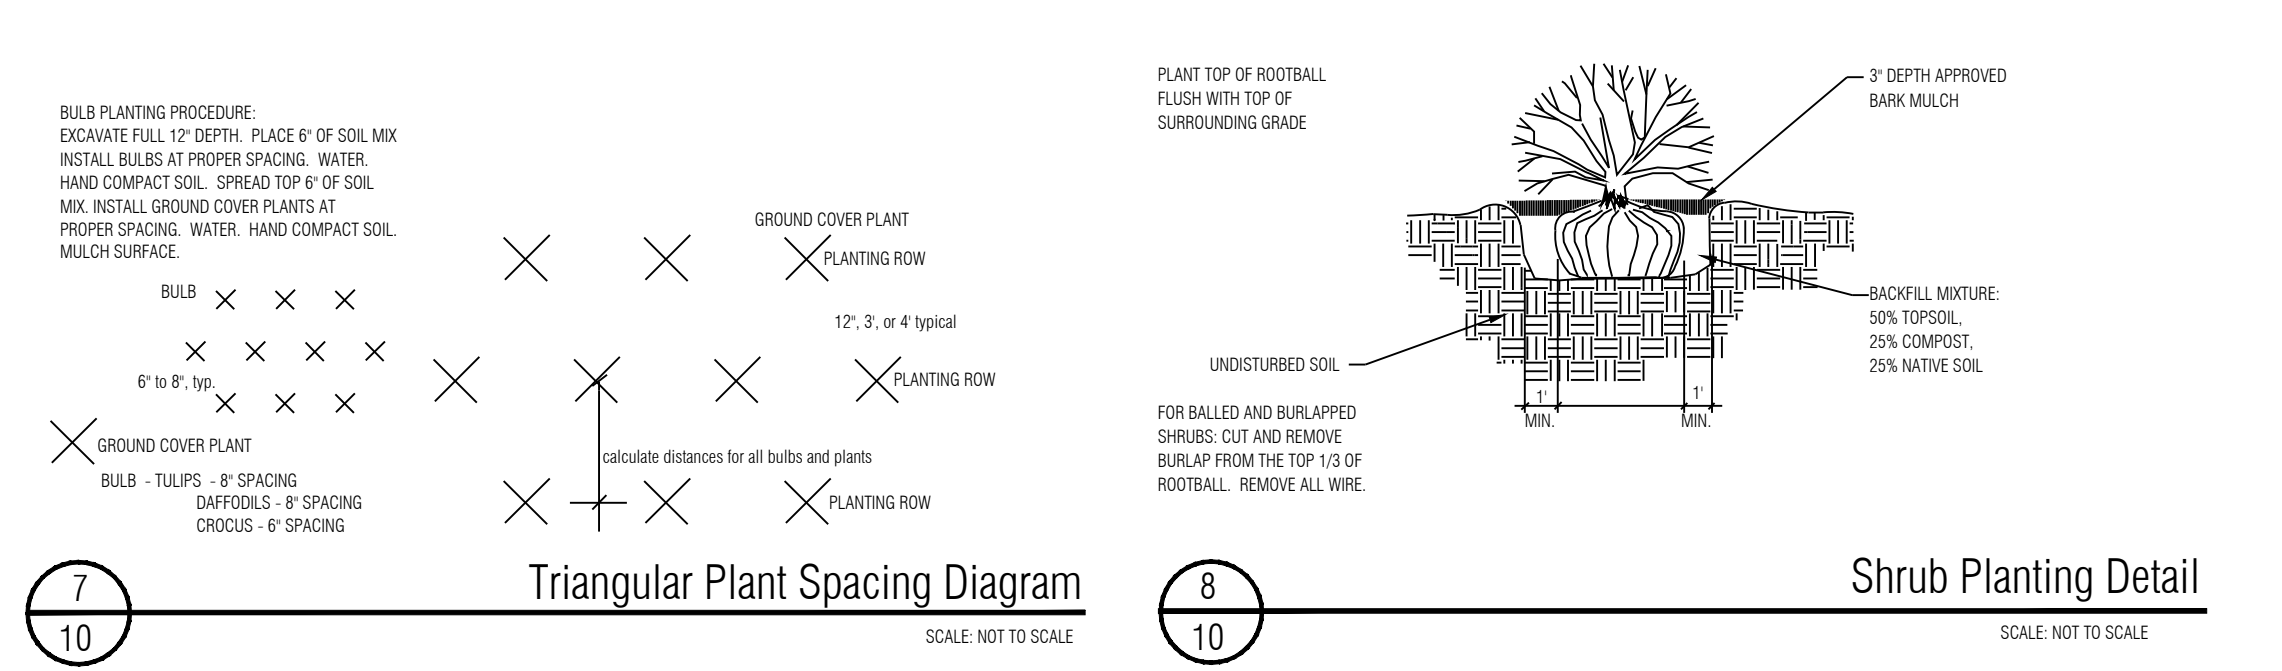 BULB PLANTING PROCEDURE:
EXCAVATE FULL 12" DEPTH.  PLACE 6" OF SOIL MIX
INSTALL BULBS AT PROPER SPACING.  WATER.
HAND COMPACT SOIL.  SPREAD TOP 6" OF SOIL
MIX. INSTALL GROUND COVER PLANTS AT
PROPER SPACING.  WATER.  HAND COMPACT SOIL.
MULCH SURFACE.
GROUND COVER PLANT
PLANTING ROW
BULB
12", 3', or 4' typical
6" to 8", typ.
PLANTING ROW
GROUND COVER PLANT
calculate distances for all bulbs and plants
BULB  - TULIPS  - 8" SPACING
DAFFODILS - 8" SPACING
CROCUS - 6" SPACING
PLANTING ROW
7
10
Triangular Plant Spacing Diagram
SCALE: NOT TO SCALE
PLANT TOP OF ROOTBALL
FLUSH WITH TOP OF
SURROUNDING GRADE
3" DEPTH APPROVED
BARK MULCH
BACKFILL MIXTURE:
50% TOPSOIL,
25% COMPOST,
25% NATIVE SOIL
UNDISTURBED SOIL
1'
MIN.
1'
MIN.
FOR BALLED AND BURLAPPED
SHRUBS: CUT AND REMOVE
BURLAP FROM THE TOP 1/3 OF
ROOTBALL.  REMOVE ALL WIRE.
8
10
Shrub Planting Detail
SCALE: NOT TO SCALE